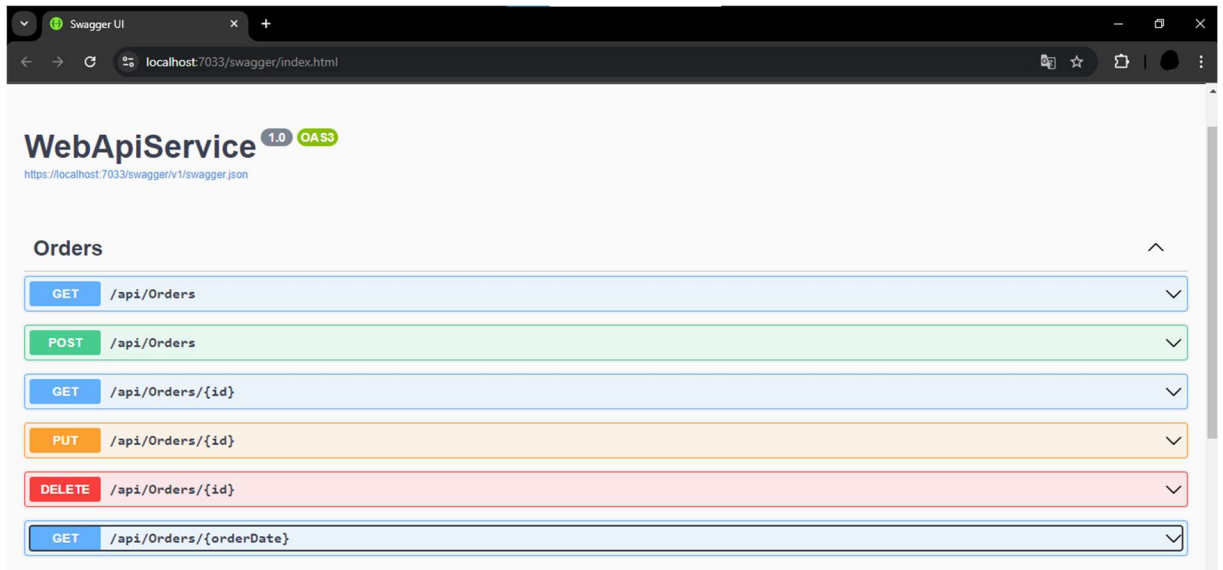 Swagger UI
localhost:7033/swagger/index.html
WebApiService 1.0 OAS3
https://localhost:7033/swagger/v1/swagger.json
Orders
GET /api/Orders
POST /api/Orders
GET /api/Orders/{id}
PUT /api/Orders/{id}
DELETE /api/Orders/{id}
GET /api/Orders/{orderDate}